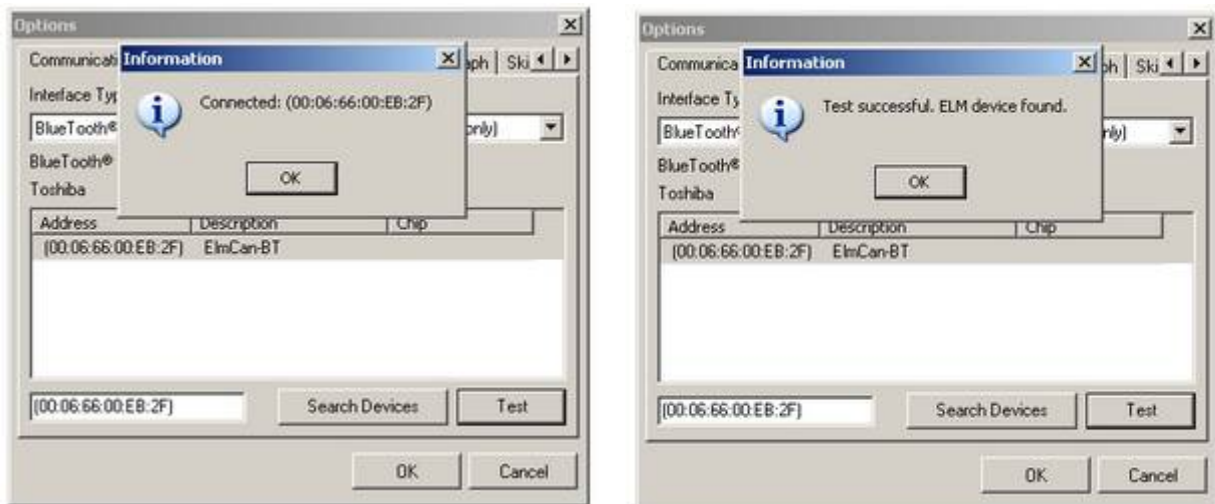 Options
Communicati
Information
aph
Ski
Interface Typ
Connected: (00:06:66:00:EB:2F)
BlueTooth®
only)
BlueTooth®
OK
Toshiba
Address Description Chip
(00:06:66:00:EB:2F) ElmCan-BT
(00:06:66:00:EB:2F)
Search Devices
Test
OK
Cancel
Options
Communica
Information
ph
Ski
Interface Ty
Test successful. ELM device found.
BlueTooth®
nly)
BlueTooth®
OK
Toshiba
Address Description Chip
(00:06:66:00:EB:2F) ElmCan-BT
(00:06:66:00:EB:2F)
Search Devices
Test
OK
Cancel